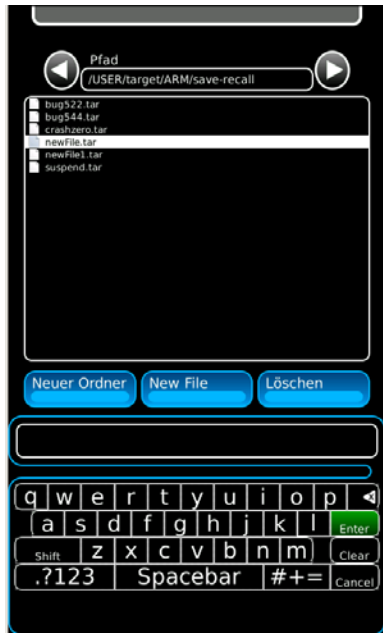 Pfad
/USER/target/ARM/save-recall
bug522.tar
bug544.tar
crashzero.tar
newFile.tar
newFile1.tar
suspend.tar
Neuer Ordner New File Löschen
q w e r t y u i o p
a s d f g h j k l Enter
Shift z x c v b n m Clear
.?123 Spacebar #+= Cancel